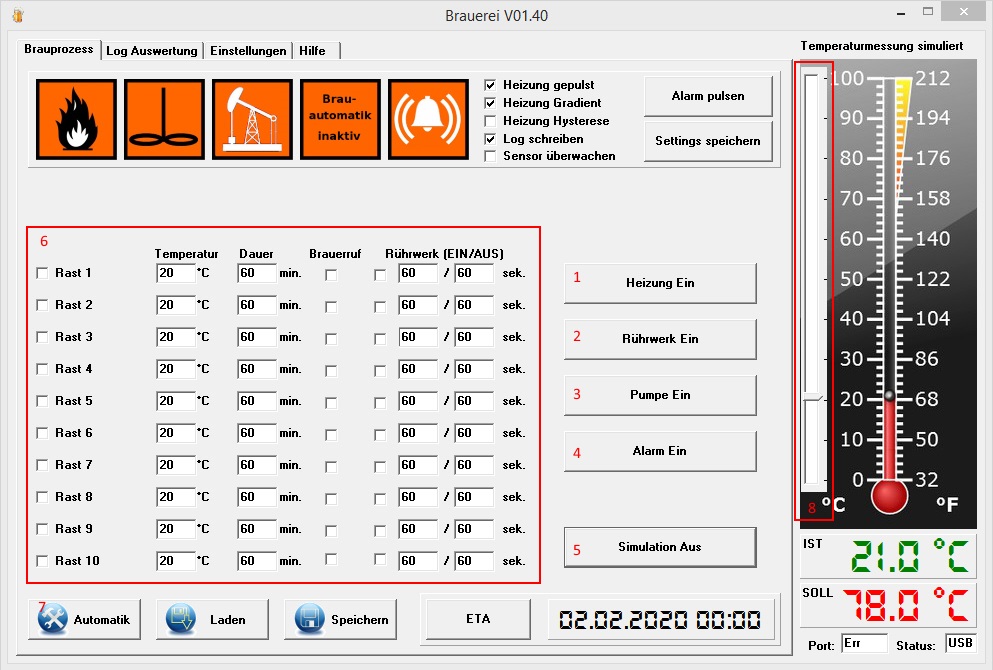 Brauerei V01.40
Brauprozess Log Auswertung Einstellungen Hilfe
Temperaturmessung simuliert
Brau-
automatik
inaktiv
Heizung gepulst
Heizung Gradient
Heizung Hysterese
Log schreiben
Sensor überwachen
Alarm pulsen
Settings speichern
6
Temperatur Dauer Brauerruf Rührwerk (EIN/AUS)
Rast 1 20 °C 60 min. 60 / 60 sek.
Rast 2 20 °C 60 min. 60 / 60 sek.
Rast 3 20 °C 60 min. 60 / 60 sek.
Rast 4 20 °C 60 min. 60 / 60 sek.
Rast 5 20 °C 60 min. 60 / 60 sek.
Rast 6 20 °C 60 min. 60 / 60 sek.
Rast 7 20 °C 60 min. 60 / 60 sek.
Rast 8 20 °C 60 min. 60 / 60 sek.
Rast 9 20 °C 60 min. 60 / 60 sek.
Rast 10 20 °C 60 min. 60 / 60 sek.
1 Heizung Ein
2 Rührwerk Ein
3 Pumpe Ein
4 Alarm Ein
5 Simulation Aus
7 Automatik Laden Speichern ETA 02.02.2020 00:00
100 212
90 194
80 176
70 158
60 140
50 122
40 104
30 86
20 68
10 50
0 32
8 °C °F
IST 21.0 °C
SOLL 78.0 °C
Port: Err Status: USB